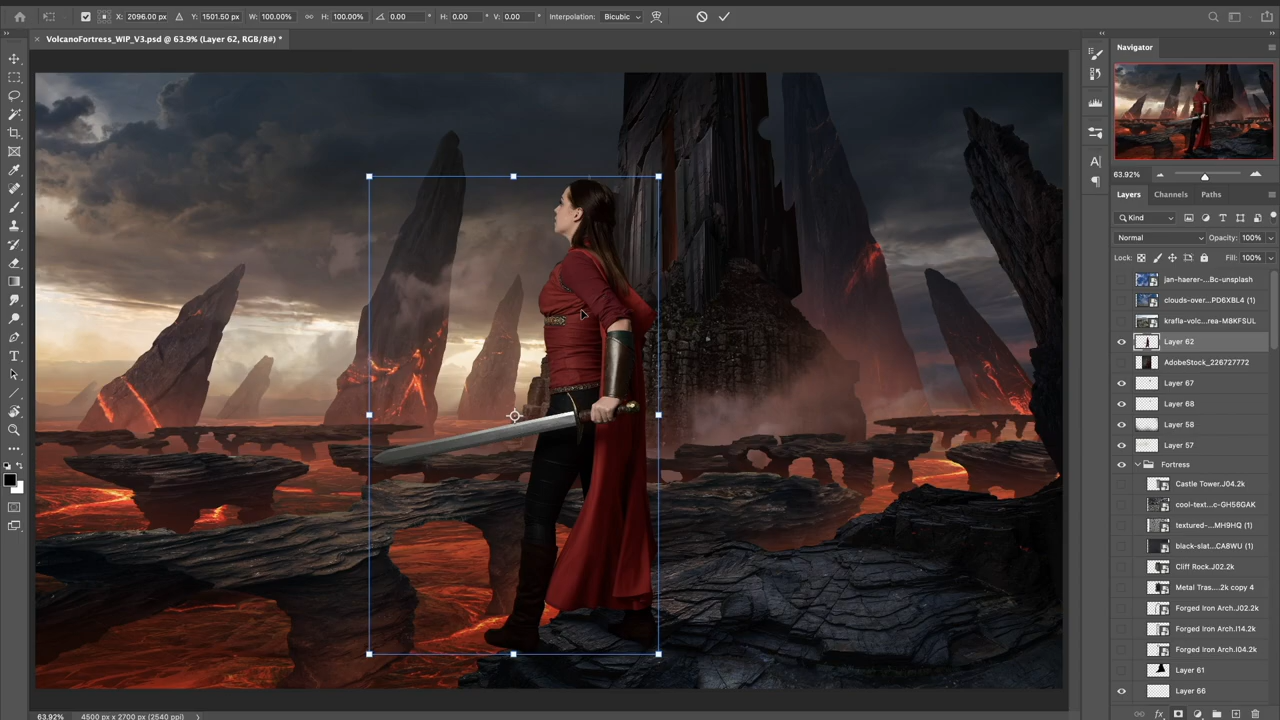 X: 2096.00 px Y: 1501.50 px W: 100.00% H: 100.00% 0.00 ° H: 0.00 ° V: 0.00 ° Interpolation: Bicubic
VolcanoFortress_WIP_V3.psd @ 63.9% (Layer 62, RGB/8#) *
Navigator
63.92%
Layers Channels Paths
Kind
Normal Opacity: 100%
Lock: Fill: 100%
jan-haerer-...8c-unsplash
clouds-over...PD6XBL4 (1)
krafla-volc...rea-M8KFSUL
Layer 62
AdobeStock_226727772
Layer 67
Layer 68
Layer 58
Layer 57
Fortress
Castle Tower.J04.2k
cool-text...c-GH56GAK
textured-...MH9HQ (1)
black-slat...CA8WU (1)
Cliff Rock.J02.2k
Metal Tras....2k copy 4
Forged Iron Arch.J02.2k
Forged Iron Arch.I14.2k
Forged Iron Arch.I04.2k
Layer 61
Layer 66
63.92% 4500 px x 2700 px (2540 ppi)